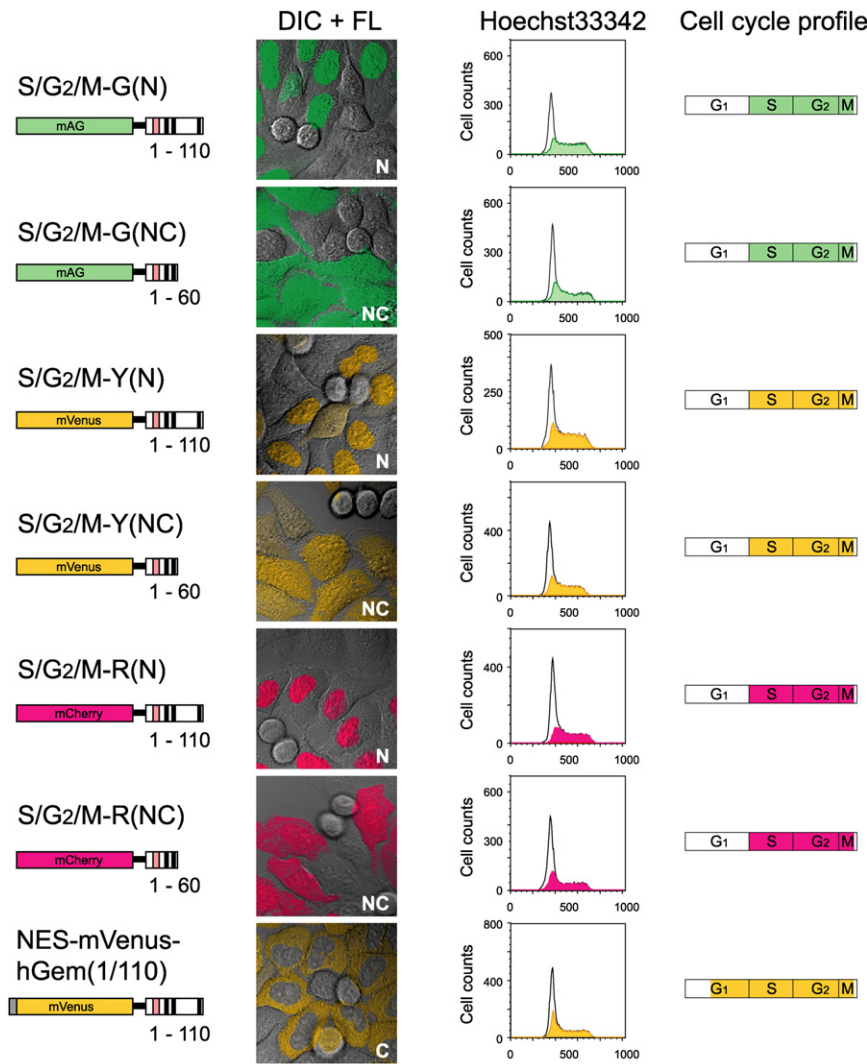 DIC + FL Hoechst33342 Cell cycle profile
S/G2/M-G(N)
mAG
1 - 110
N
Cell counts
600
300
0
0 500 1000
G1 S G2 M
S/G2/M-G(NC)
mAG
1 - 60
NC
Cell counts
600
300
0
0 500 1000
G1 S G2 M
S/G2/M-Y(N)
mVenus
1 - 110
N
Cell counts
500
250
0
0 500 1000
G1 S G2 M
S/G2/M-Y(NC)
mVenus
1 - 60
NC
Cell counts
400
0
0 500 1000
G1 S G2 M
S/G2/M-R(N)
mCherry
1 - 110
N
Cell counts
400
0
0 500 1000
G1 S G2 M
S/G2/M-R(NC)
mCherry
1 - 60
NC
Cell counts
600
300
0
0 500 1000
G1 S G2 M
NES-mVenus-
hGem(1/110)
mVenus
1 - 110
C
Cell counts
800
400
0
0 500 1000
G1 S G2 M